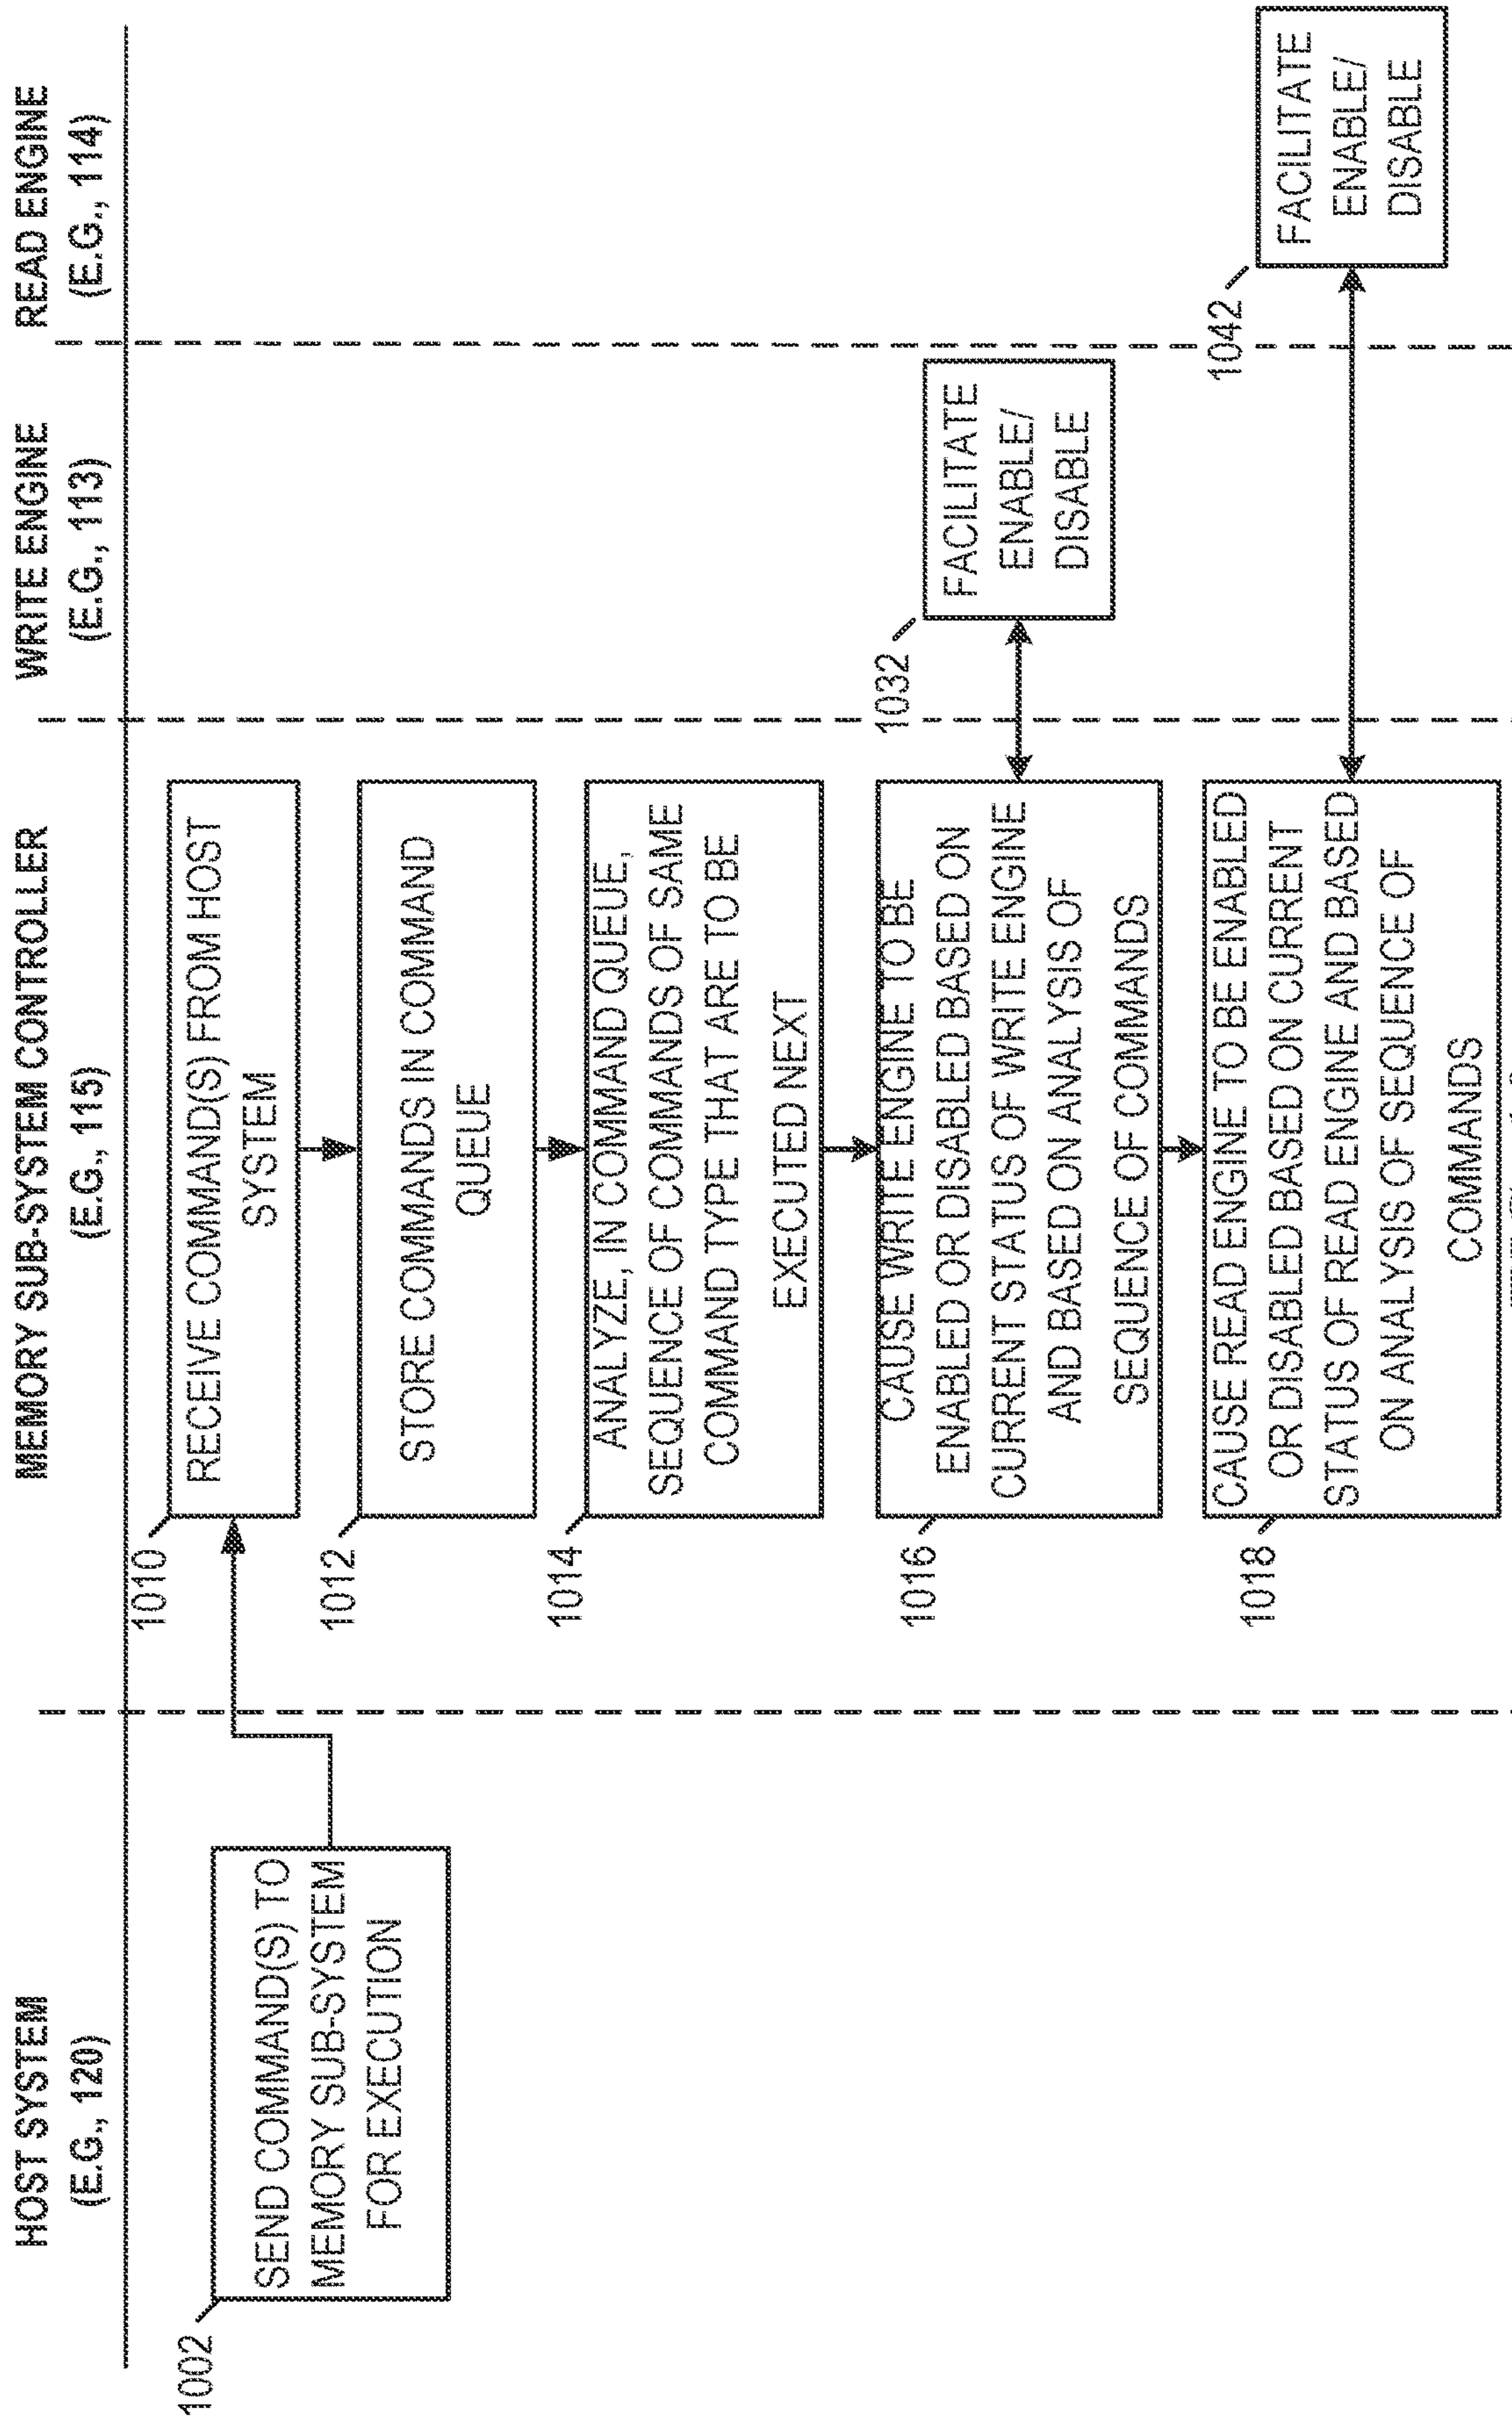 HOST SYSTEM
(E.G., 120)
MEMORY SUB-SYSTEM CONTROLLER
(E.G., 115)
WRITE ENGINE
(E.G., 113)
READ ENGINE
(E.G., 114)
1002
SEND COMMAND(S) TO
MEMORY SUB-SYSTEM
FOR EXECUTION
1010
RECEIVE COMMAND(S) FROM HOST
SYSTEM
1012
STORE COMMANDS IN COMMAND
QUEUE
1014
ANALYZE, IN COMMAND QUEUE,
SEQUENCE OF COMMANDS OF SAME
COMMAND TYPE THAT ARE TO BE
EXECUTED NEXT
1016
CAUSE WRITE ENGINE TO BE
ENABLED OR DISABLED BASED ON
CURRENT STATUS OF WRITE ENGINE
AND BASED ON ANALYSIS OF
SEQUENCE OF COMMANDS
1032
FACILITATE
ENABLE/
DISABLE
1018
CAUSE READ ENGINE TO BE ENABLED
OR DISABLED BASED ON CURRENT
STATUS OF READ ENGINE AND BASED
ON ANALYSIS OF SEQUENCE OF
COMMANDS
1042
FACILITATE
ENABLE/
DISABLE